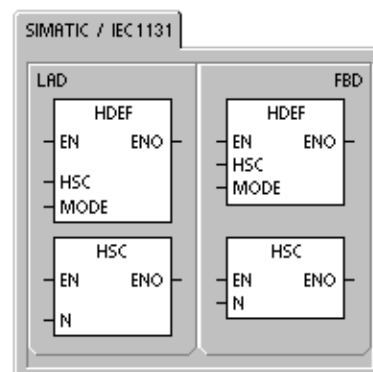 SIMATIC / IEC1131
LAD
HDEF
EN ENO
HSC
MODE
HSC
EN ENO
N
FBD
HDEF
EN ENO
HSC
MODE
HSC
EN ENO
N